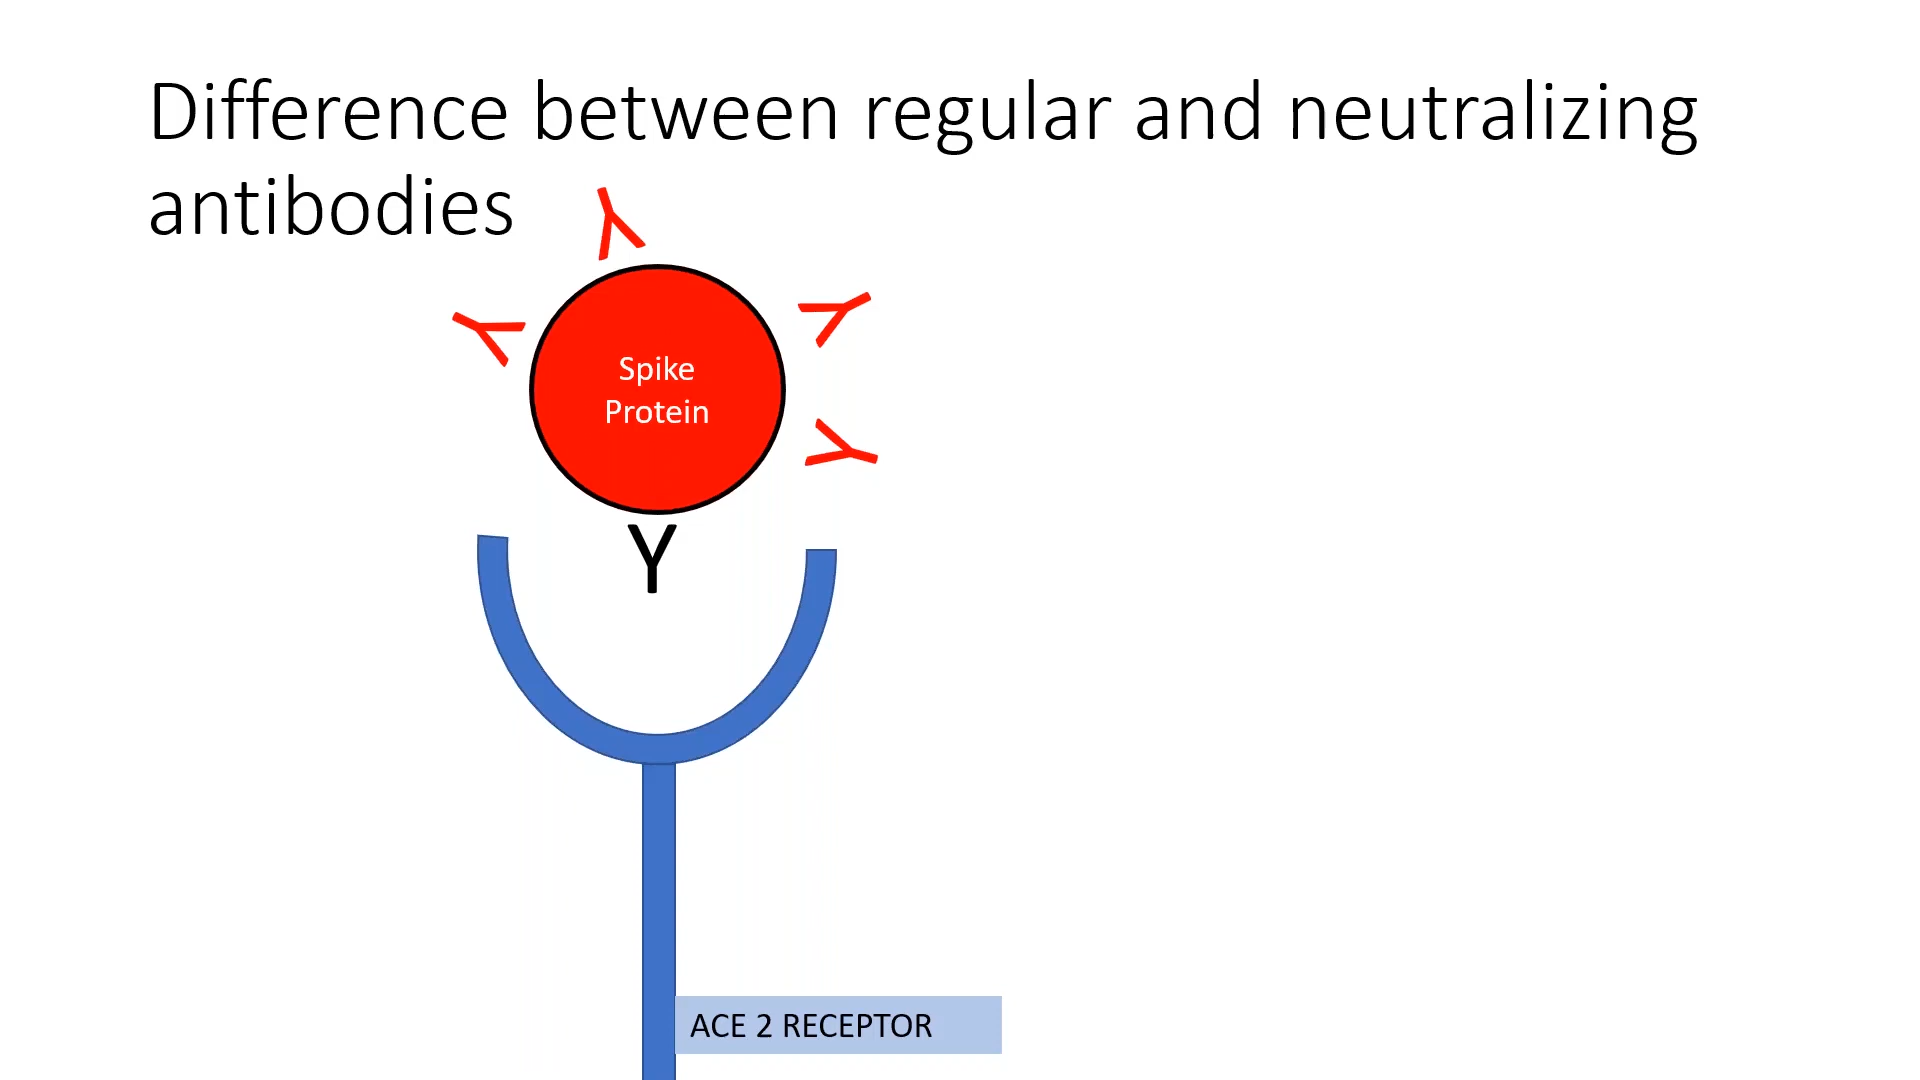 Difference between regular and neutralizing
antibodies
Y
Y
Y
Spike
Protein
Y
Y
ACE 2 RECEPTOR